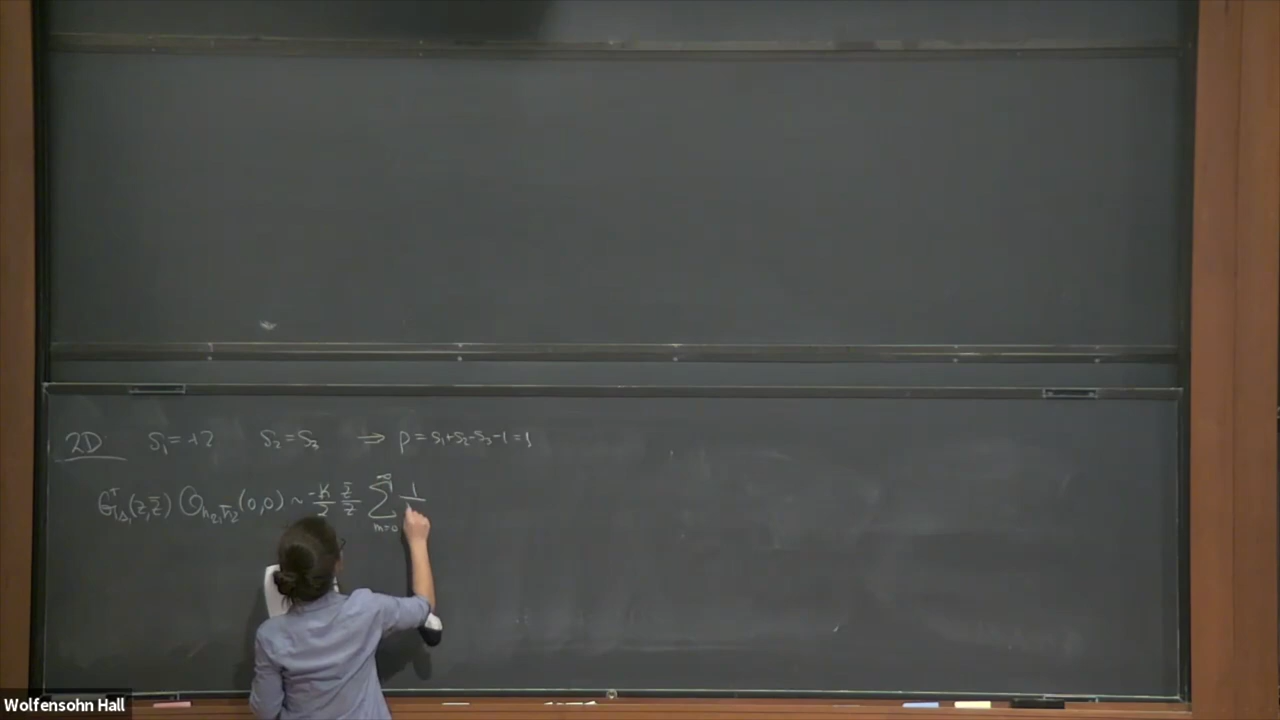 2D: S₁=+2 S₂=S₃ ⇒ p = S₁+S₂-S₃-1=1
G⁺_{Δ₁}(z,z̄) O_{h₂,h̄₂}(0,0) ~ -K/2 z̄/z ∑_{m=0}^{∞} 1/
Wolfensohn Hall